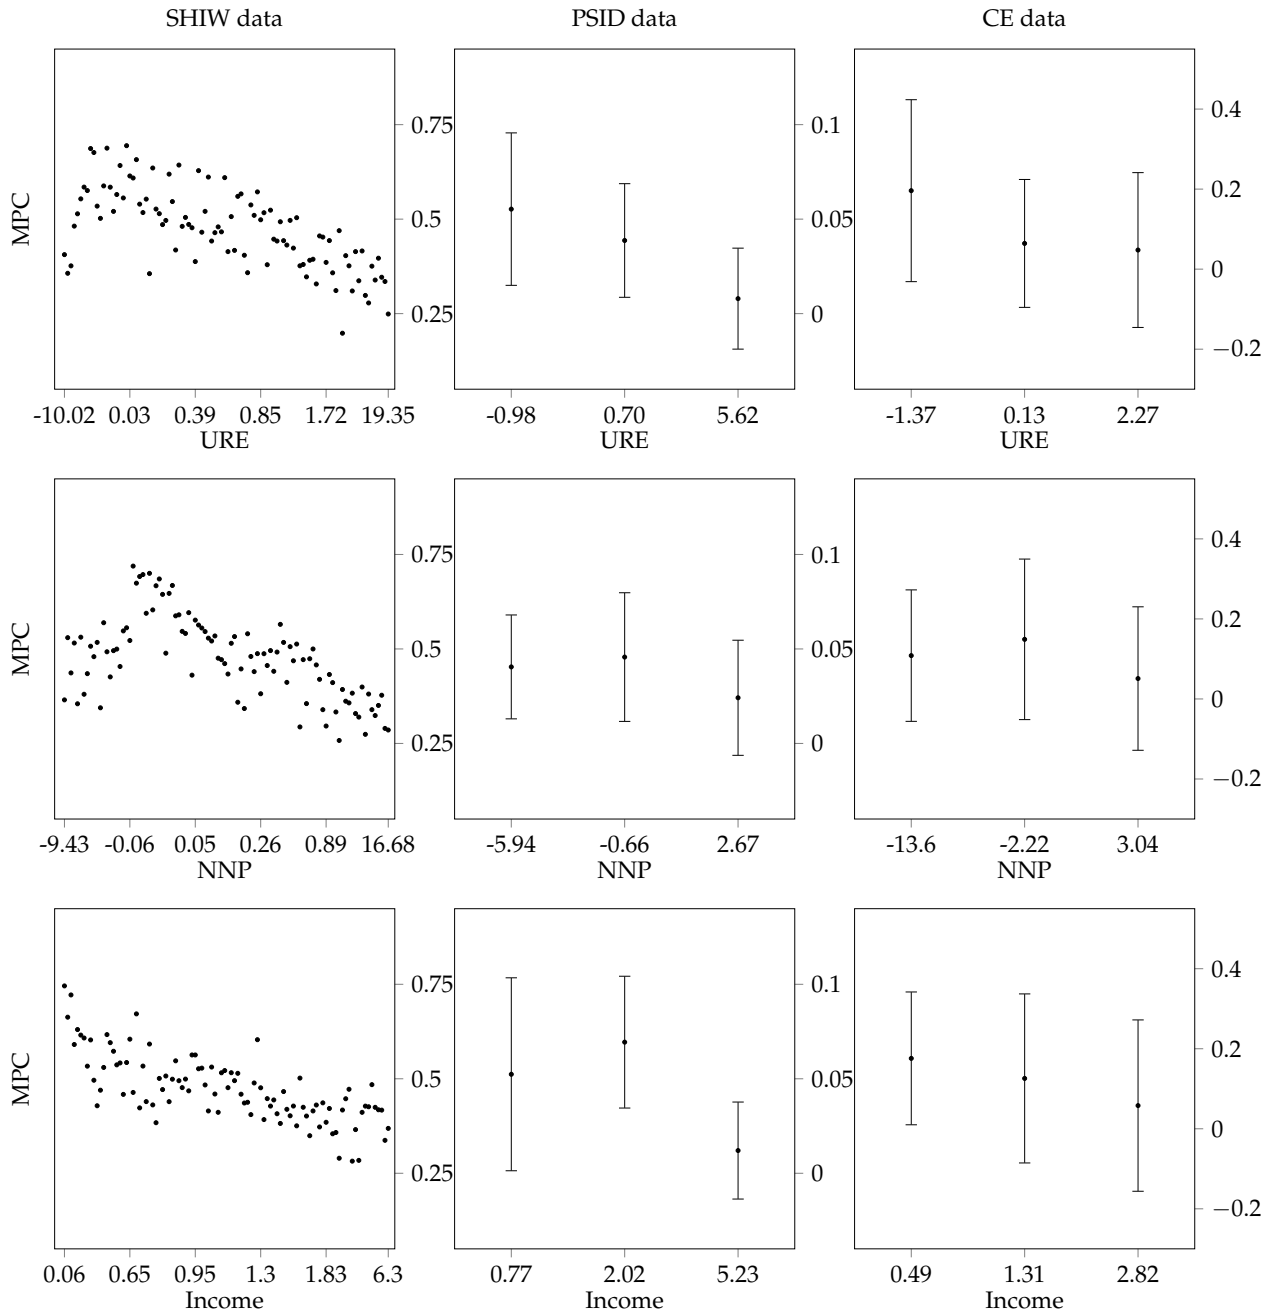 SHIW data PSID data CE data
MPC
0.75
0.5
0.25
-10.02 0.03 0.39 0.85 1.72 19.35
URE
0.1
0.05
0
-0.98 0.70 5.62
URE
0.4
0.2
0
−0.2
-1.37 0.13 2.27
URE
MPC
0.75
0.5
0.25
-9.43 -0.06 0.05 0.26 0.89 16.68
NNP
0.1
0.05
0
-5.94 -0.66 2.67
NNP
0.4
0.2
0
−0.2
-13.6 -2.22 3.04
NNP
MPC
0.75
0.5
0.25
0.06 0.65 0.95 1.3 1.83 6.3
Income
0.1
0.05
0
0.77 2.02 5.23
Income
0.4
0.2
0
−0.2
0.49 1.31 2.82
Income